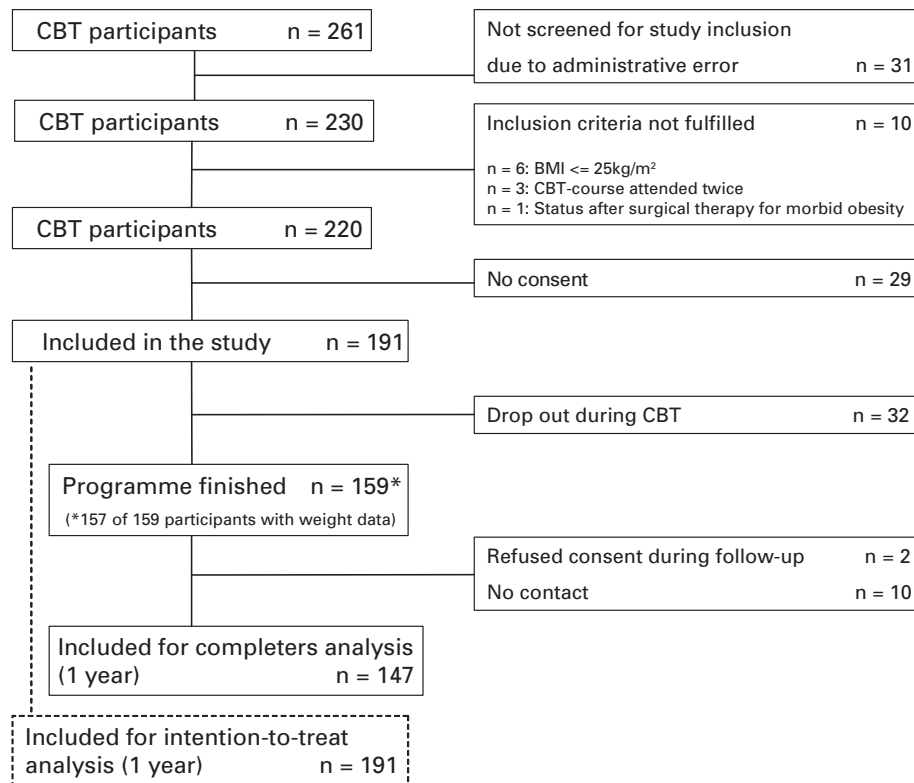 CBT participants n = 261
Not screened for study inclusion
due to administrative error n = 31
CBT participants n = 230
Inclusion criteria not fulfilled n = 10
n = 6: BMI <= 25kg/m²
n = 3: CBT-course attended twice
n = 1: Status after surgical therapy for morbid obesity
CBT participants n = 220
No consent n = 29
Included in the study n = 191
Drop out during CBT n = 32
Programme finished n = 159*
(*157 of 159 participants with weight data)
Refused consent during follow-up n = 2
No contact n = 10
Included for completers analysis
(1 year) n = 147
Included for intention-to-treat
analysis (1 year) n = 191